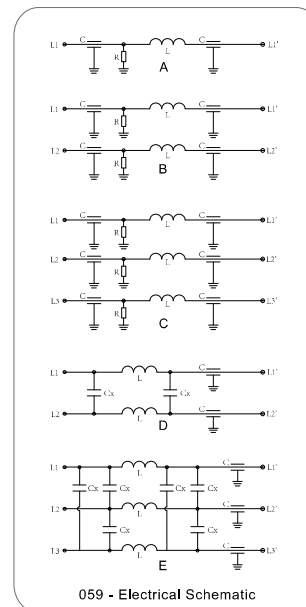 L1 C R L C L1'
A
L1 C R L C L1'
L2 C R L C L2'
B
L1 C R L C L1'
L2 C R L C L2'
L3 C R L C L3'
C
L1 L C L1'
Cx Cx
L2 L C L2'
D
L1 L C L1'
Cx Cx Cx Cx
L2 L C L2'
Cx Cx
L3 L C L3'
E
059 - Electrical Schematic